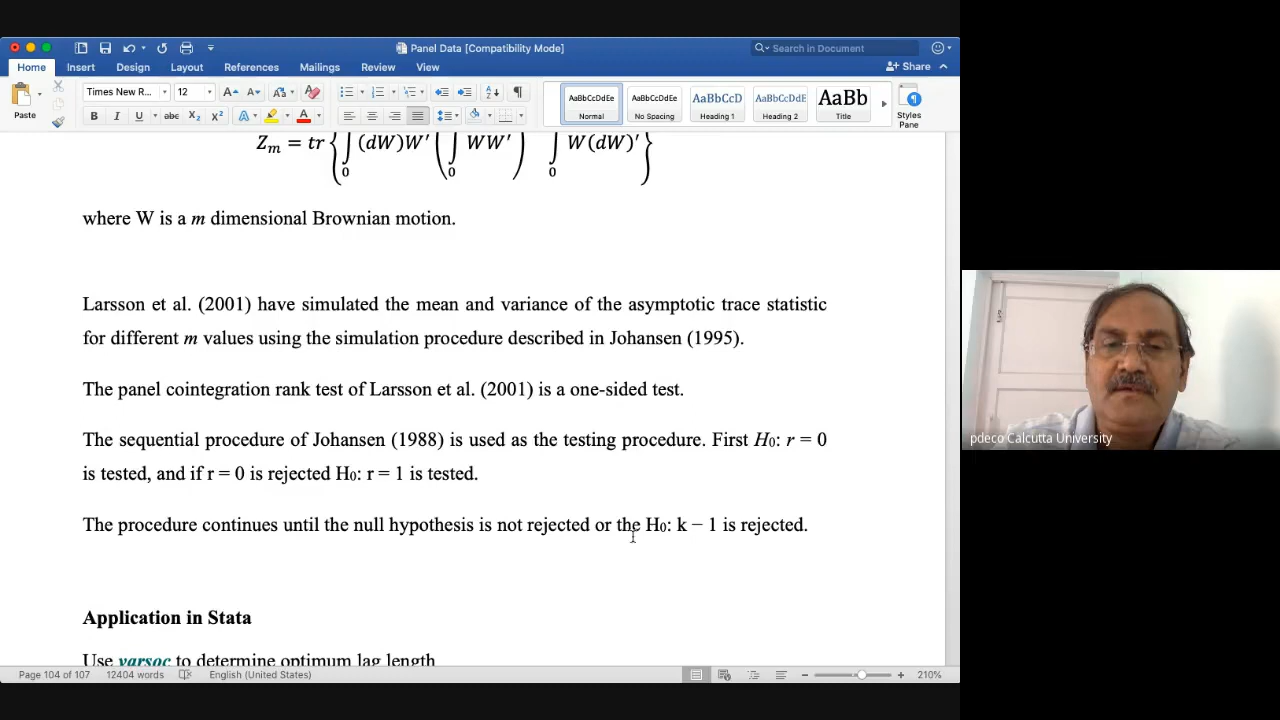 Panel Data [Compatibility Mode]
Search in Document
Home Insert Design Layout References Mailings Review View
Share
Paste
Times New R... 12
AaBbCcDdEe AaBbCcDdEe AaBbCcD AaBbCcDdE AaBb
Normal No Spacing Heading 1 Heading 2 Title
Styles
Pane
Zm = tr { ∫ (dW)W′ ( ∫ WW′ ) ∫ W(dW)′ }
0 0 0
where W is a m dimensional Brownian motion.
Larsson et al. (2001) have simulated the mean and variance of the asymptotic trace statistic
for different m values using the simulation procedure described in Johansen (1995).
The panel cointegration rank test of Larsson et al. (2001) is a one-sided test.
The sequential procedure of Johansen (1988) is used as the testing procedure. First H0: r = 0
is tested, and if r = 0 is rejected H0: r = 1 is tested.
The procedure continues until the null hypothesis is not rejected or the H0: k − 1 is rejected.
Application in Stata
Use varsoc to determine optimum lag length
Page 104 of 107 12404 words English (United States) 210%
pdeco Calcutta University